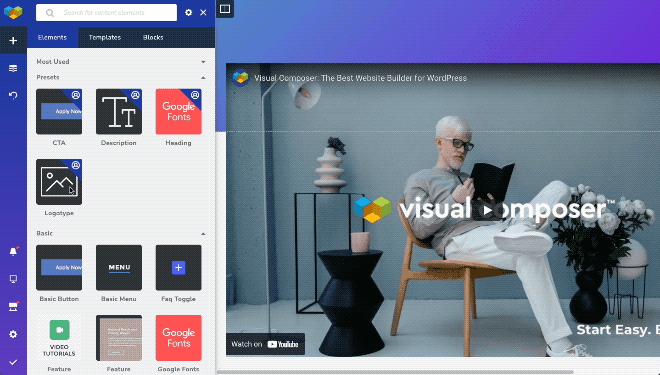 Search for content elements
Elements
Templates
Blocks
Most Used
Presets
Apply Now
Tt
Google
Fonts
CTA
Description
Heading
Logotype
Basic
Apply Now
MENU
Basic Button
Basic Menu
Faq Toggle
VIDEO
TUTORIALS
Google
Fonts
Feature
Feature
Google Fonts
Visual Composer: The Best Website Builder for WordPress
visual composer™
Start Easy. E
Watch on YouTube